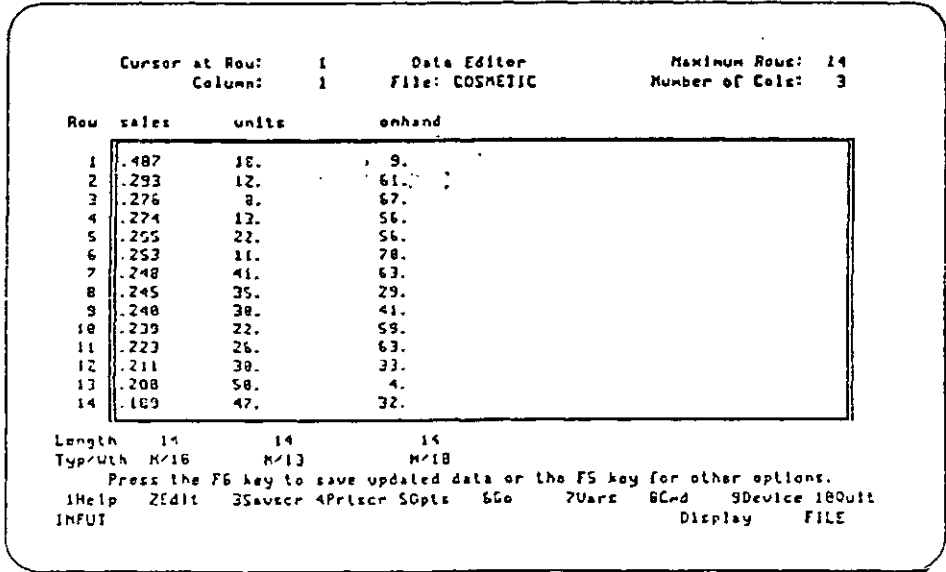 Cursor at Row: 1 Data Editor Maximum Rows: 14
Column: 1 File: COSMETIC Number of Cols: 3
Row sales units onhand
1 .487 18. 9.
2 .293 12. 61.
3 .276 8. 67.
4 .274 13. 56.
5 .255 22. 56.
6 .253 11. 78.
7 .248 41. 63.
8 .245 35. 29.
9 .240 38. 41.
10 .239 22. 59.
11 .223 26. 63.
12 .211 30. 33.
13 .208 58. 4.
14 .189 47. 32.
Length 14 14 14
Typ/Wth N/16 N/13 N/18
Press the F6 key to save updated data or the F5 key for other options.
1Help 2Edit 3Savscr 4Prtscr 5Opts 6Go 7Vars 8Cmd 9Device 10Quit
INPUT Display FILE